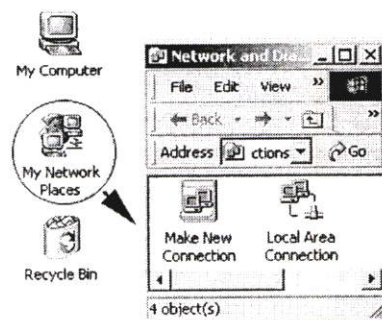 My Computer
My Network
Places
Recycle Bin
Network and Dia...
File Edit View »
Back »
Address ctions Go
Make New
Connection
Local Area
Connection
4 object(s)